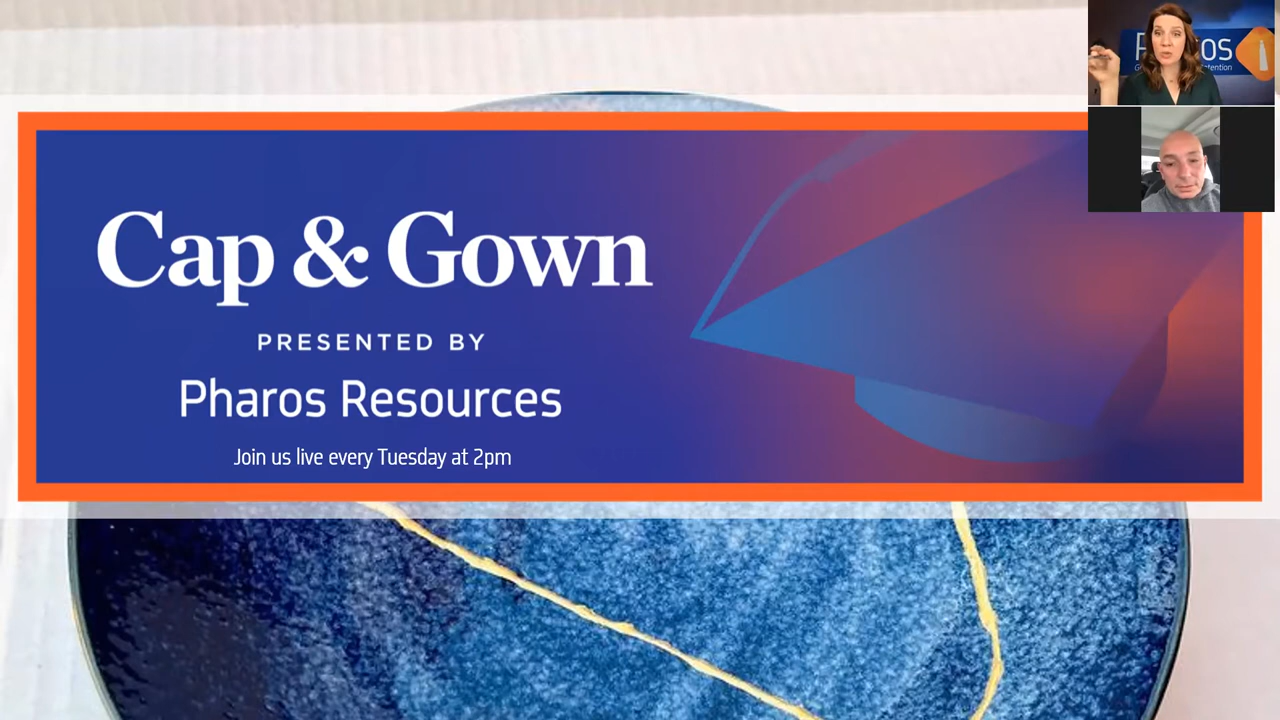 Cap & Gown
PRESENTED BY
Pharos Resources
Join us live every Tuesday at 2pm